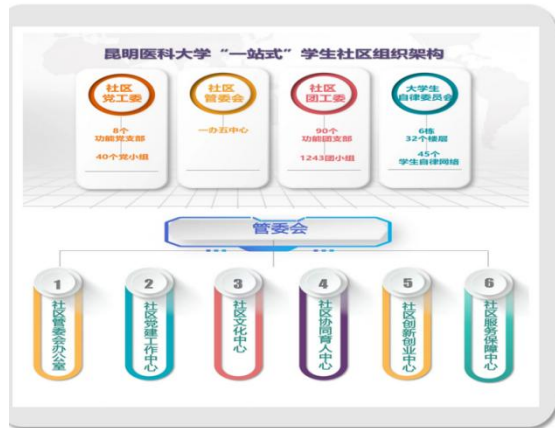 昆明医科大学“一站式”学生社区组织架构
社区
党工委
8个
功能党支部
40个党小组
社区
管委会
一办五中心
社区
团工委
90个
功能团支部
1243团小组
大学生
自律委员会
6栋
32个楼层
45个
学生自律网络
管委会
1
社区管委会办公室
2
社区党建工作中心
3
社区文化中心
4
社区协同育人中心
5
社区创新创业中心
6
社区服务保障中心